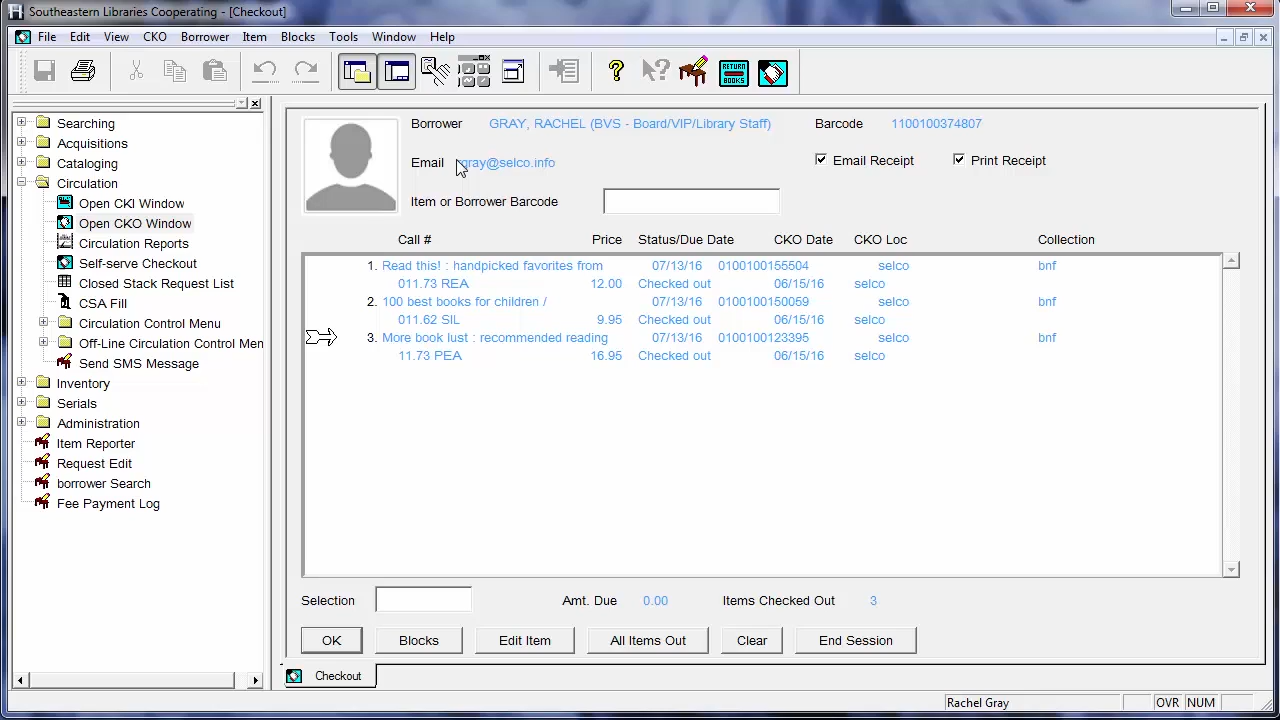 Southeastern Libraries Cooperating - [Checkout]
File Edit View CKO Borrower Item Blocks Tools Window Help
RETURN BOOKS
Searching
Acquisitions
Cataloging
Circulation
Open CKI Window
Open CKO Window
Circulation Reports
Self-serve Checkout
Closed Stack Request List
CSA Fill
Circulation Control Menu
Off-Line Circulation Control Men
Send SMS Message
Inventory
Serials
Administration
Item Reporter
Request Edit
borrower Search
Fee Payment Log
Borrower GRAY, RACHEL (BVS - Board/VIP/Library Staff) Barcode 1100100374807
Email gray@selco.info Email Receipt Print Receipt
Item or Borrower Barcode
Call # Price Status/Due Date CKO Date CKO Loc Collection
1. Read this! : handpicked favorites from 07/13/16 0100100155504 selco bnf
011.73 REA 12.00 Checked out 06/15/16 selco
2. 100 best books for children / 07/13/16 0100100150059 selco bnf
011.62 SIL 9.95 Checked out 06/15/16 selco
3. More book lust : recommended reading 07/13/16 0100100123395 selco bnf
11.73 PEA 16.95 Checked out 06/15/16 selco
Selection Amt. Due 0.00 Items Checked Out 3
OK Blocks Edit Item All Items Out Clear End Session
Checkout
Rachel Gray OVR NUM